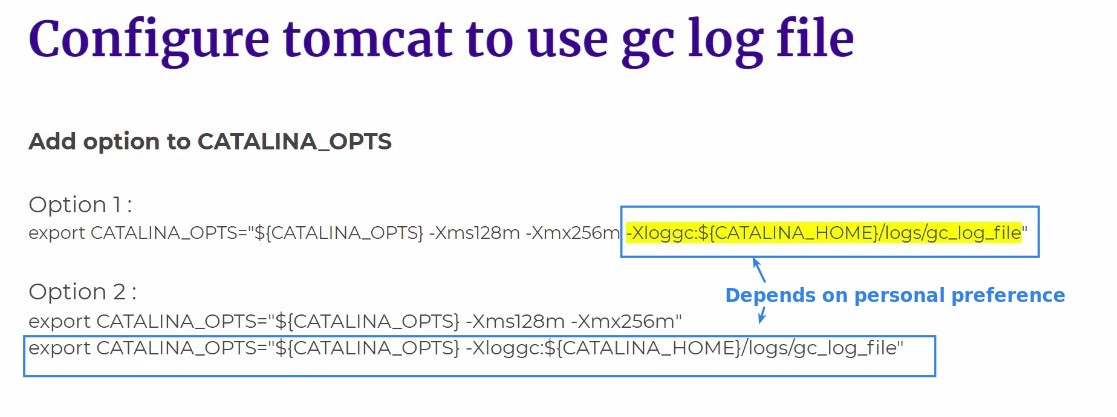 Configure tomcat to use gc log file
Add option to CATALINA_OPTS
Option 1 :
export CATALINA_OPTS="${CATALINA_OPTS} -Xms128m -Xmx256m -Xloggc:${CATALINA_HOME}/logs/gc_log_file"
Depends on personal preference
Option 2 :
export CATALINA_OPTS="${CATALINA_OPTS} -Xms128m -Xmx256m"
export CATALINA_OPTS="${CATALINA_OPTS} -Xloggc:${CATALINA_HOME}/logs/gc_log_file"